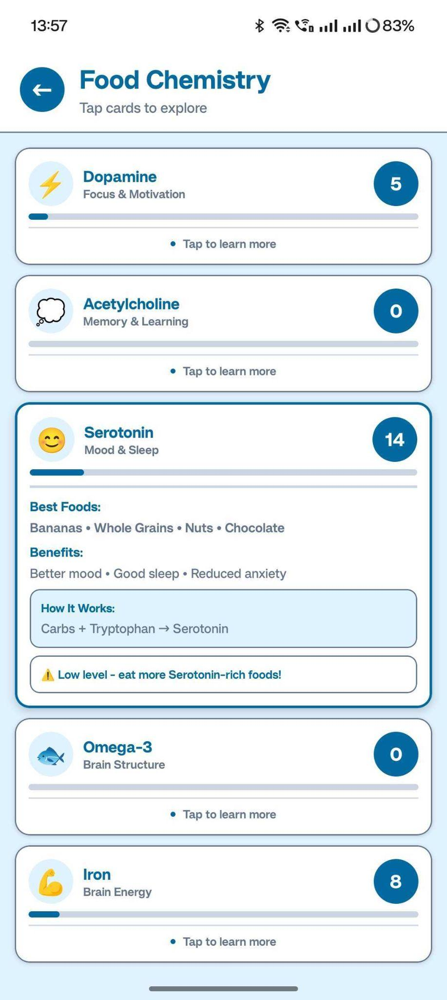 13:57
83%
Food Chemistry
Tap cards to explore
Dopamine
Focus & Motivation
5
• Tap to learn more
Acetylcholine
Memory & Learning
0
• Tap to learn more
Serotonin
Mood & Sleep
14
Best Foods:
Bananas • Whole Grains • Nuts • Chocolate
Benefits:
Better mood • Good sleep • Reduced anxiety
How It Works:
Carbs + Tryptophan → Serotonin
⚠️ Low level - eat more Serotonin-rich foods!
Omega-3
Brain Structure
0
• Tap to learn more
Iron
Brain Energy
8
• Tap to learn more